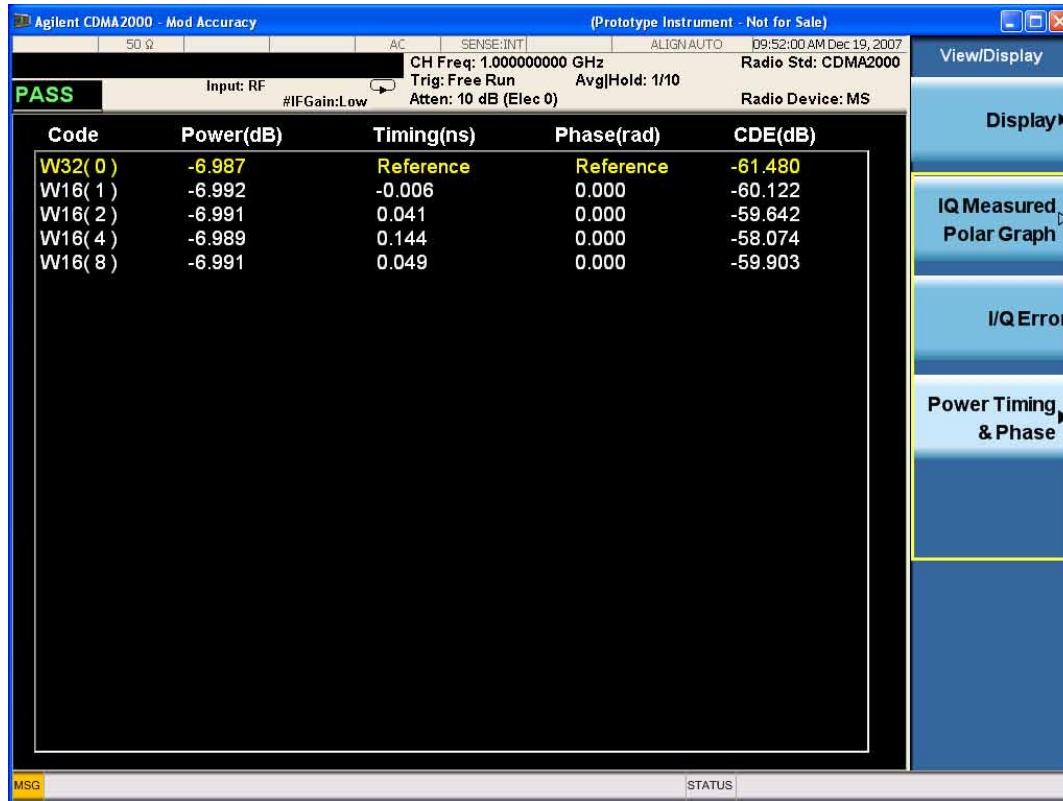 Agilent CDMA2000 - Mod Accuracy (Prototype Instrument - Not for Sale)
50 Ω AC SENSE:INT ALIGN AUTO 09:52:00 AM Dec 19, 2007
CH Freq: 1.000000000 GHz Radio Std: CDMA2000
Input: RF Trig: Free Run Avg|Hold: 1/10
PASS #IFGain:Low Atten: 10 dB (Elec 0) Radio Device: MS
Code Power(dB) Timing(ns) Phase(rad) CDE(dB)
W32( 0 ) -6.987 Reference Reference -61.480
W16( 1 ) -6.992 -0.006 0.000 -60.122
W16( 2 ) -6.991 0.041 0.000 -59.642
W16( 4 ) -6.989 0.144 0.000 -58.074
W16( 8 ) -6.991 0.049 0.000 -59.903
View/Display
Display
IQ Measured
Polar Graph
I/Q Error
Power Timing
& Phase
MSG STATUS